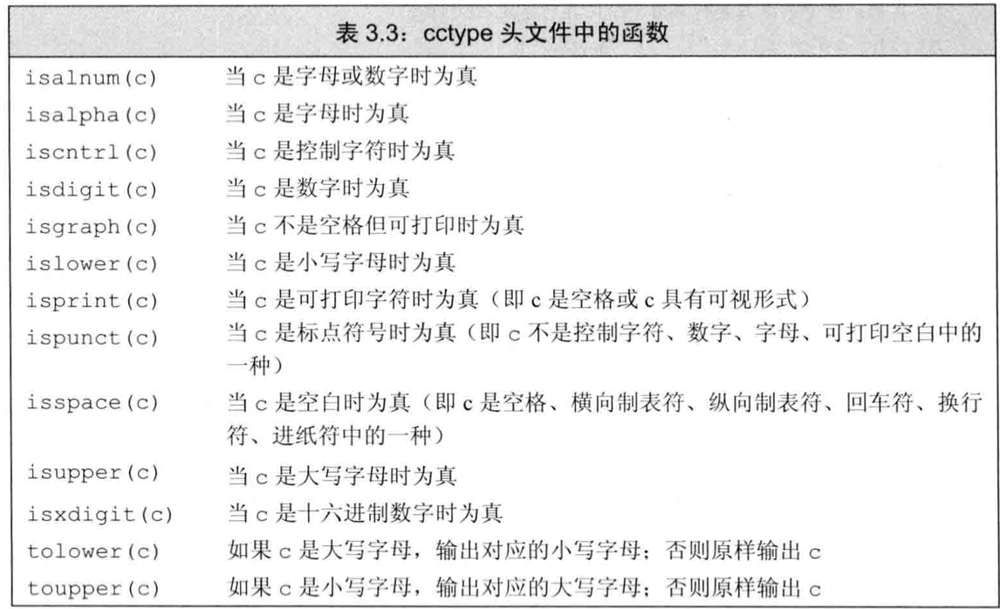 表 3.3：cctype 头文件中的函数
isalnum(c) 当 c 是字母或数字时为真
isalpha(c) 当 c 是字母时为真
iscntrl(c) 当 c 是控制字符时为真
isdigit(c) 当 c 是数字时为真
isgraph(c) 当 c 不是空格但可打印时为真
islower(c) 当 c 是小写字母时为真
isprint(c) 当 c 是可打印字符时为真（即 c 是空格或 c 具有可视形式）
ispunct(c) 当 c 是标点符号时为真（即 c 不是控制字符、数字、字母、可打印空白中的
一种）
isspace(c) 当 c 是空白时为真（即 c 是空格、横向制表符、纵向制表符、回车符、换行
符、进纸符中的一种）
isupper(c) 当 c 是大写字母时为真
isxdigit(c) 当 c 是十六进制数字时为真
tolower(c) 如果 c 是大写字母，输出对应的小写字母；否则原样输出 c
toupper(c) 如果 c 是小写字母，输出对应的大写字母；否则原样输出 c